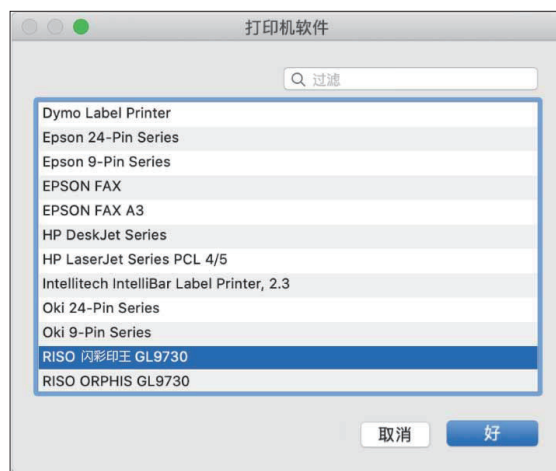 打印机软件
过滤
Dymo Label Printer
Epson 24-Pin Series
Epson 9-Pin Series
EPSON FAX
EPSON FAX A3
HP DeskJet Series
HP LaserJet Series PCL 4/5
Intellitech IntelliBar Label Printer, 2.3
Oki 24-Pin Series
Oki 9-Pin Series
RISO 闪彩印王 GL9730
RISO ORPHIS GL9730
取消 好